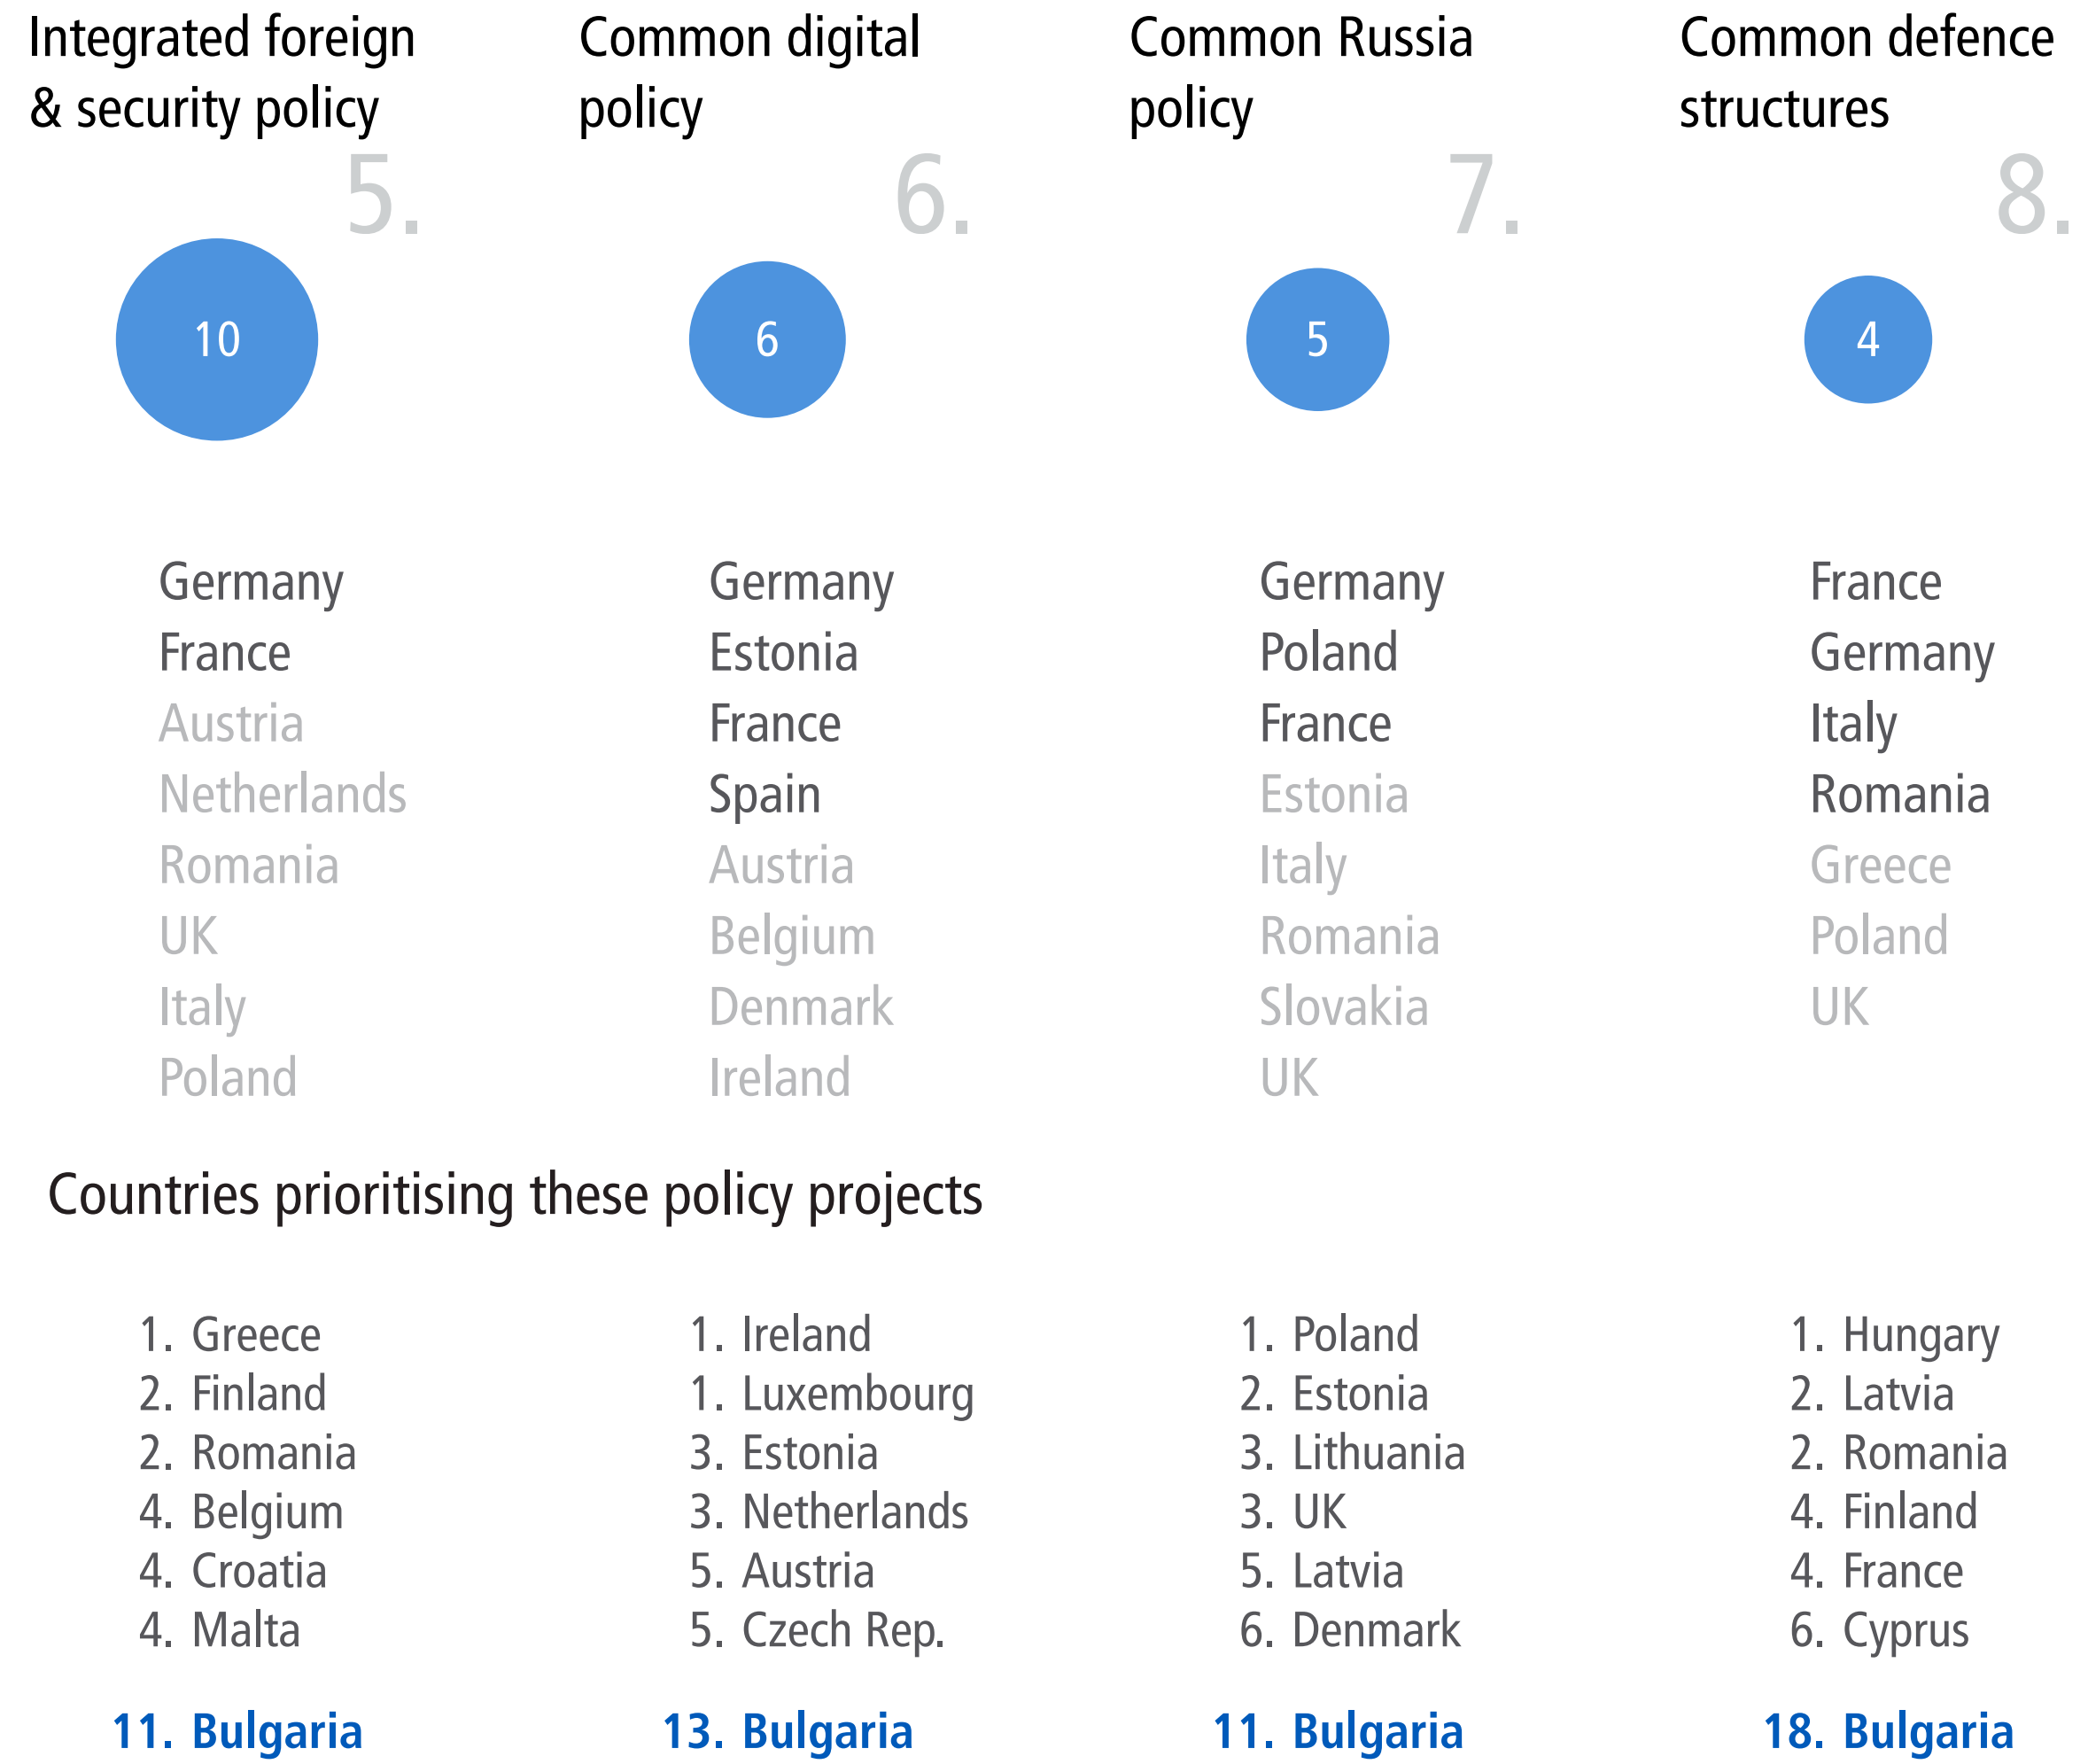 Integrated foreign
& security policy
5.
10
Common digital
policy
6.
6
Common Russia
policy
7.
5
Common defence
structures
8.
4
Germany
France
Austria
Netherlands
Romania
UK
Italy
Poland
Germany
Estonia
France
Spain
Austria
Belgium
Denmark
Ireland
Germany
Poland
France
Estonia
Italy
Romania
Slovakia
UK
France
Germany
Italy
Romania
Greece
Poland
UK
Countries prioritising these policy projects
1. Greece
2. Finland
2. Romania
4. Belgium
4. Croatia
4. Malta
11. Bulgaria
1. Ireland
1. Luxembourg
3. Estonia
3. Netherlands
5. Austria
5. Czech Rep.
13. Bulgaria
1. Poland
2. Estonia
3. Lithuania
3. UK
5. Latvia
6. Denmark
11. Bulgaria
1. Hungary
2. Latvia
2. Romania
4. Finland
4. France
6. Cyprus
18. Bulgaria